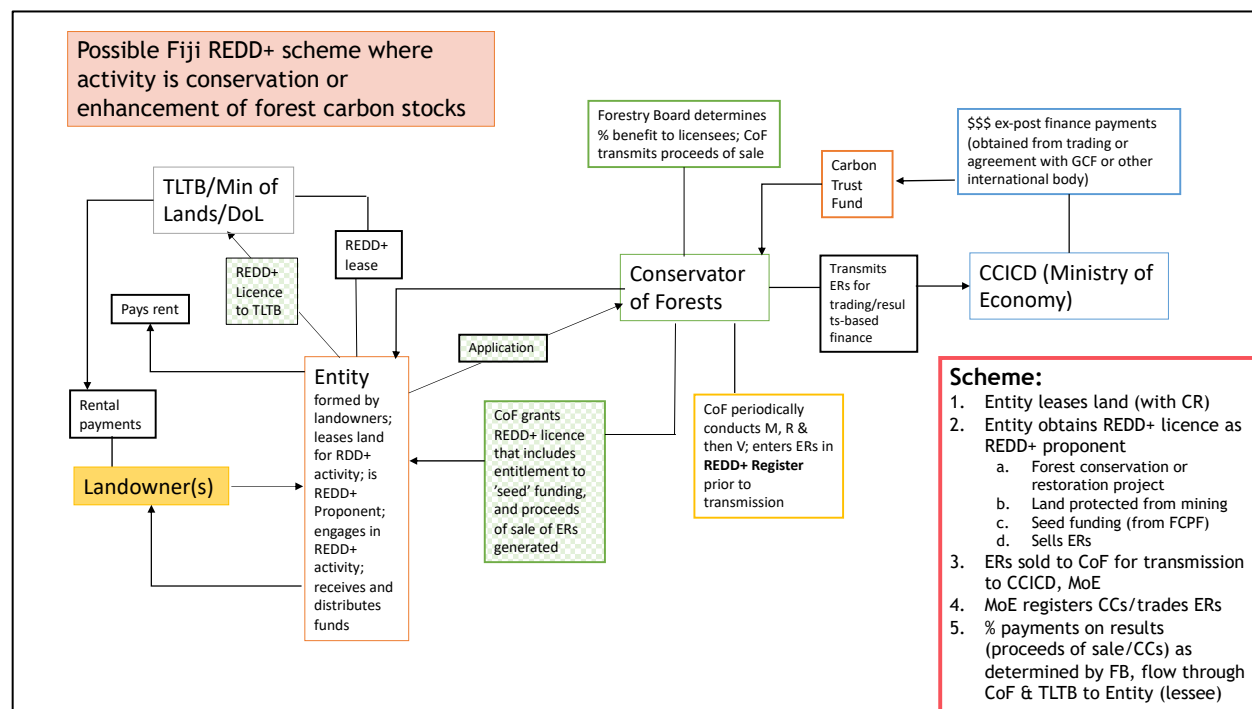 Possible Fiji REDD+ scheme where
activity is conservation or
enhancement of forest carbon stocks
Forestry Board determines
% benefit to licensees; CoF
transmits proceeds of sale
$$$ ex-post finance payments
(obtained from trading or
agreement with GCF or other
international body)
Carbon
Trust
Fund
TLTB/Min of
Lands/DoL
REDD+
lease
REDD+
Licence
to TLTB
Pays rent
Conservator
of Forests
Transmits
ERs for
trading/resul
ts-based
finance
CCICD (Ministry of
Economy)
Application
Rental
payments
Landowner(s)
Entity
formed by
landowners;
leases land
for RDD+
activity; is
REDD+
Proponent;
engages in
REDD+
activity;
receives and
distributes
funds
CoF grants
REDD+ licence
that includes
entitlement to
’seed’ funding,
and proceeds
of sale of ERs
generated
CoF periodically
conducts M, R &
then V; enters ERs in
REDD+ Register
prior to
transmission
Scheme:
1. Entity leases land (with CR)
2. Entity obtains REDD+ licence as
REDD+ proponent
a. Forest conservation or
restoration project
b. Land protected from mining
c. Seed funding (from FCPF)
d. Sells ERs
3. ERs sold to CoF for transmission
to CCICD, MoE
4. MoE registers CCs/trades ERs
5. % payments on results
(proceeds of sale/CCs) as
determined by FB, flow through
CoF & TLTB to Entity (lessee)